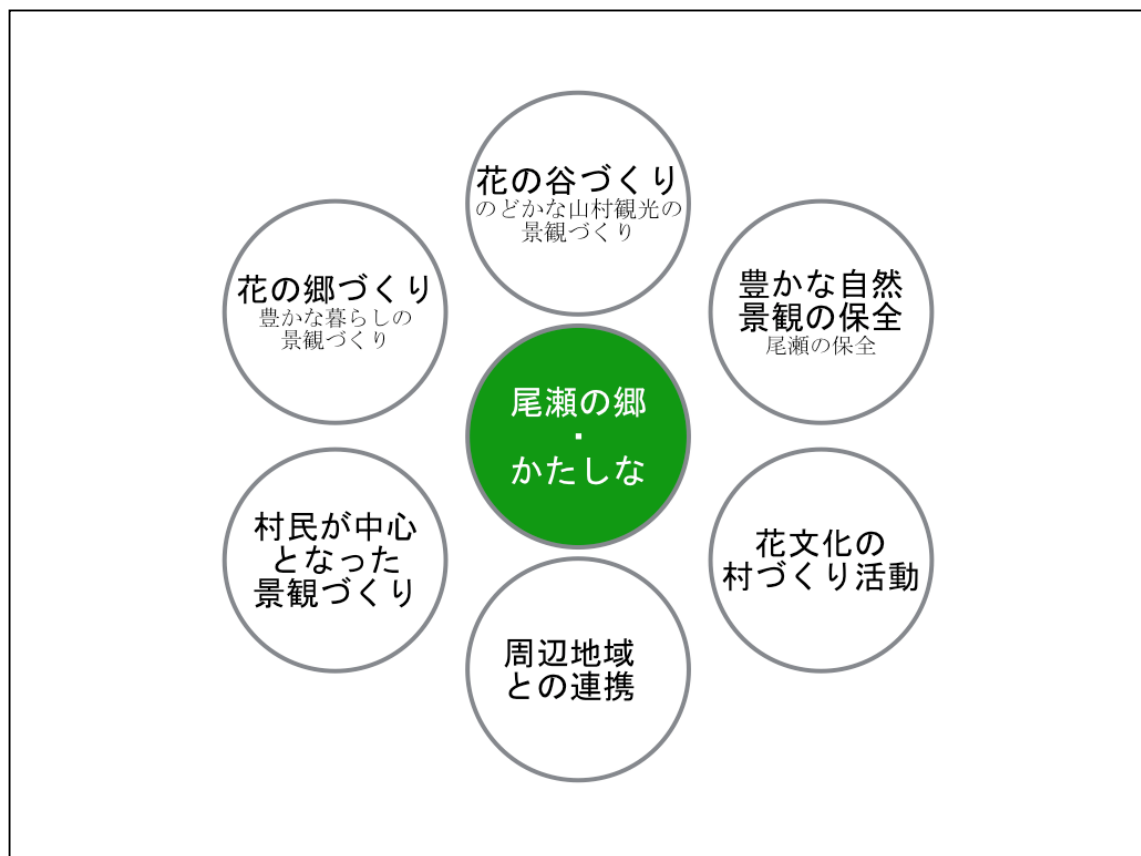 花の谷づくり
のどかな山村観光の
景観づくり
花の郷づくり
豊かな暮らしの
景観づくり
豊かな自然
景観の保全
尾瀬の保全
尾瀬の郷
・
かたしな
村民が中心
となった
景観づくり
花文化の
村づくり活動
周辺地域
との連携